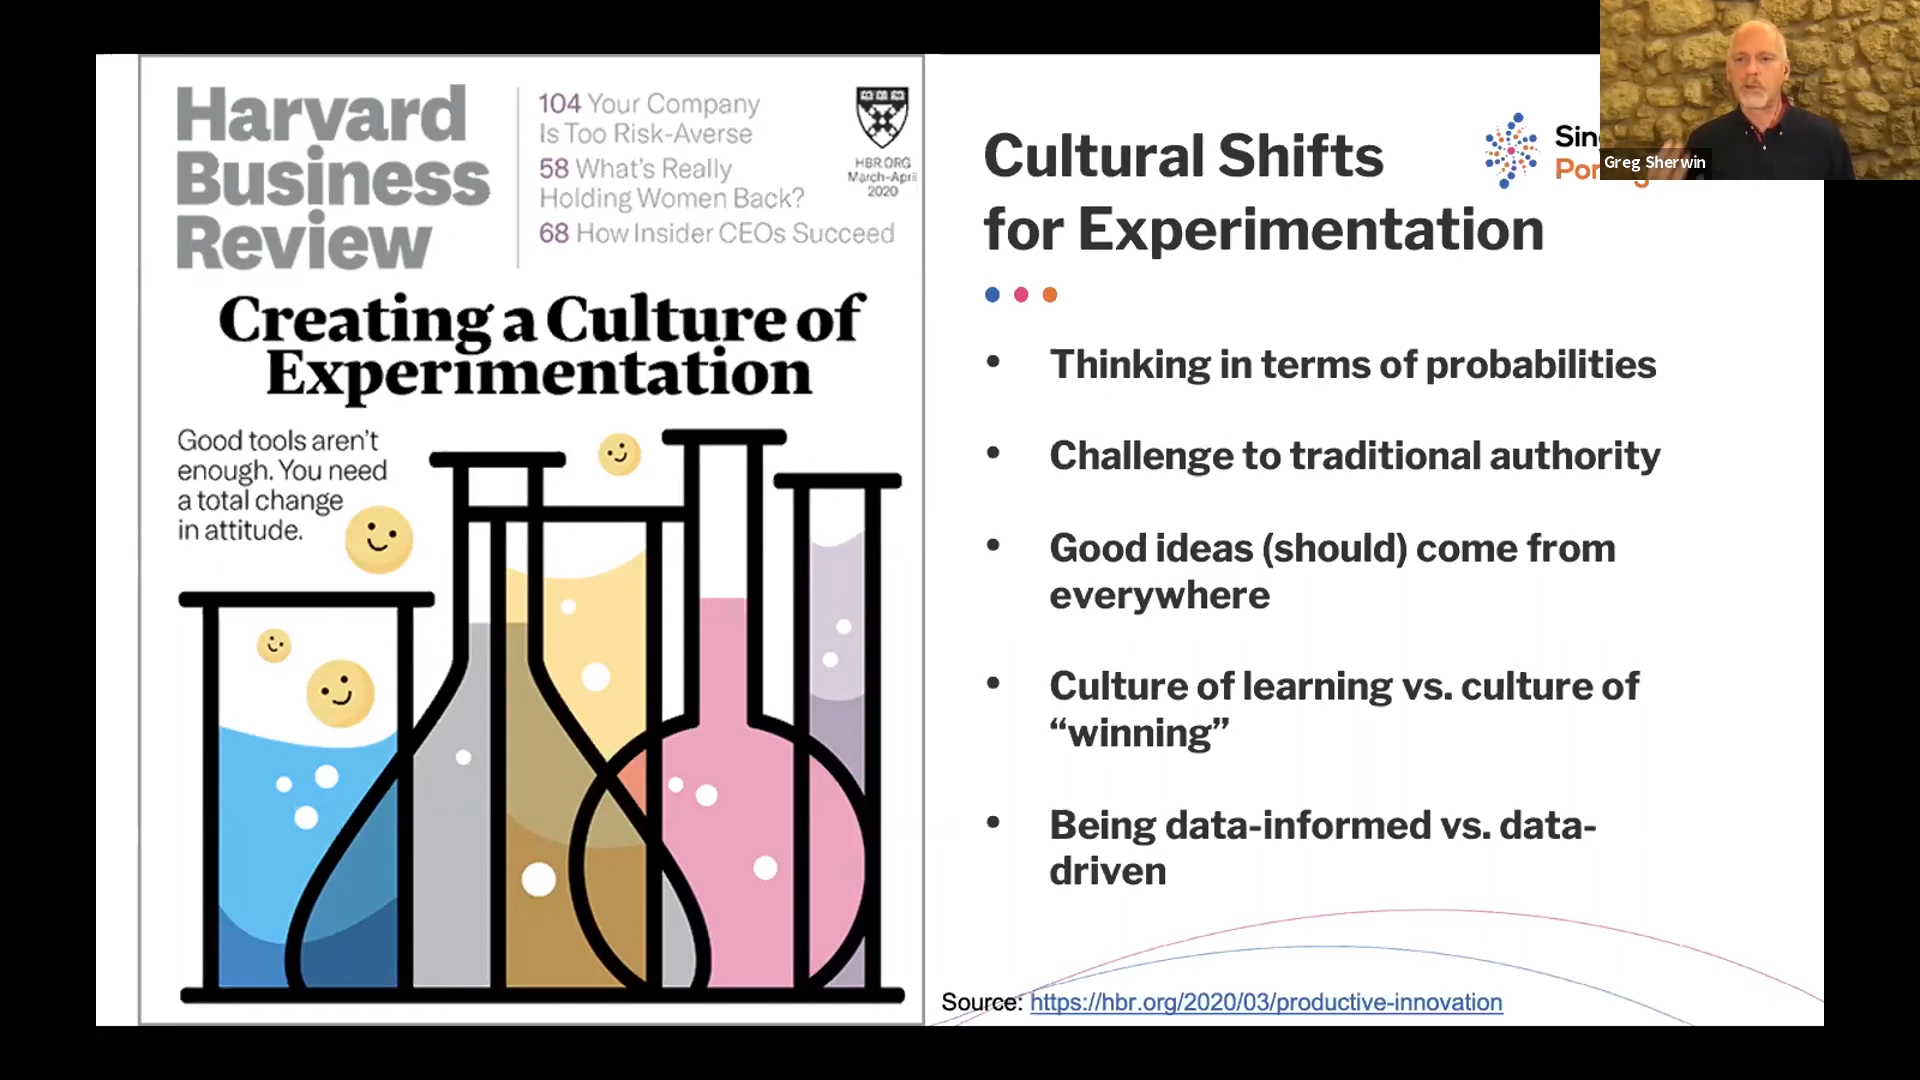 Harvard
Business
Review
104 Your Company
Is Too Risk-Averse
58 What's Really
Holding Women Back?
68 How Insider CEOs Succeed
HBR.ORG
March-April
2020
Creating a Culture of
Experimentation
Good tools aren't
enough. You need
a total change
in attitude.
Cultural Shifts
for Experimentation
Greg Sherwin
• Thinking in terms of probabilities
• Challenge to traditional authority
• Good ideas (should) come from
everywhere
• Culture of learning vs. culture of
“winning”
• Being data-informed vs. data-
driven
Source: https://hbr.org/2020/03/productive-innovation